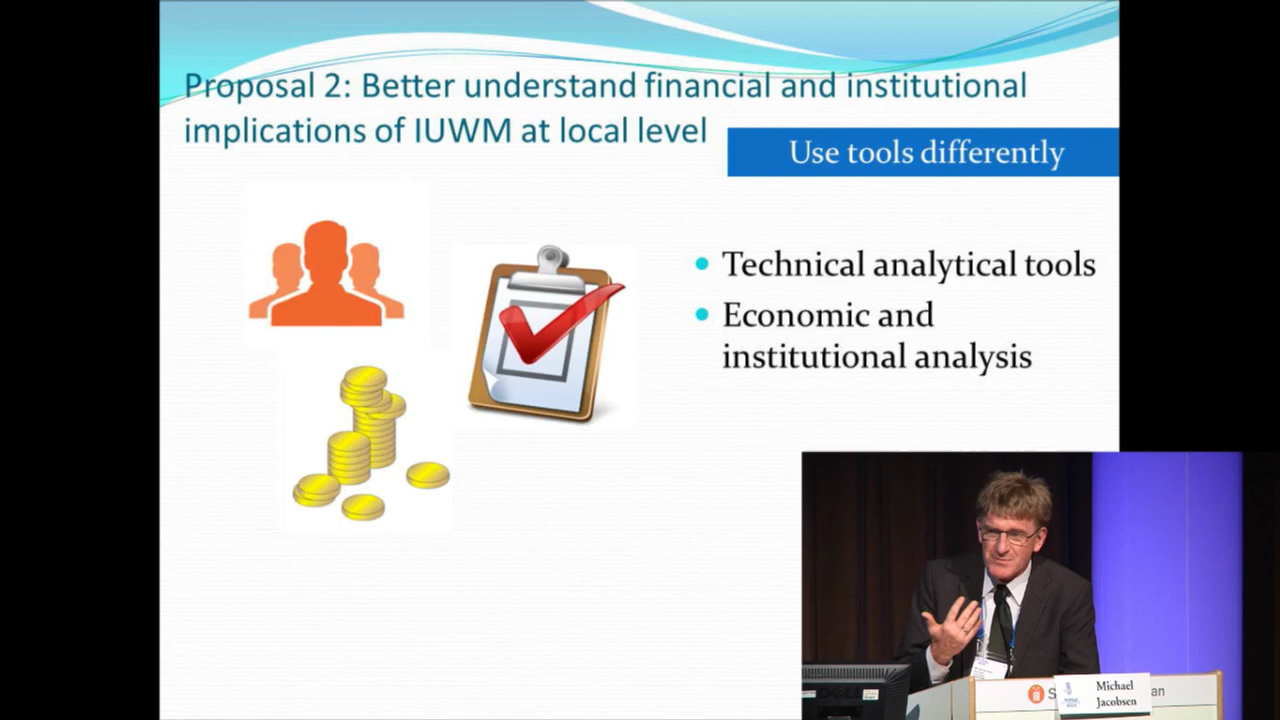 Proposal 2: Better understand financial and institutional
implications of IUWM at local level
Use tools differently
• Technical analytical tools
• Economic and
institutional analysis
Michael
Jacobsen